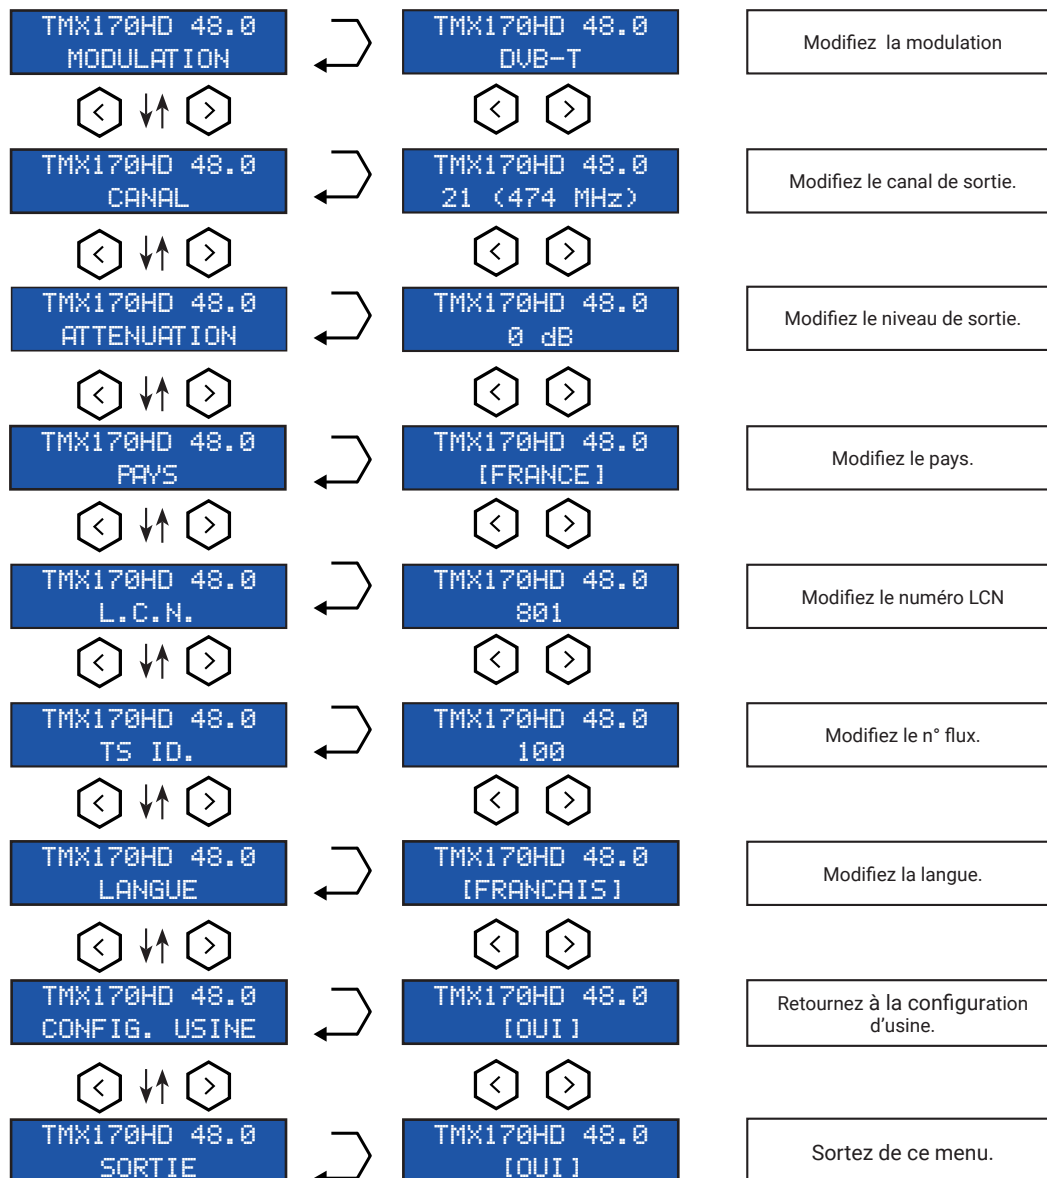 TMX170HD 48.0
MODULATION
TMX170HD 48.0
DVB-T
Modifiez la modulation
TMX170HD 48.0
CANAL
TMX170HD 48.0
21 (474 MHz)
Modifiez le canal de sortie.
TMX170HD 48.0
ATTENUATION
TMX170HD 48.0
0 dB
Modifiez le niveau de sortie.
TMX170HD 48.0
PAYS
TMX170HD 48.0
[FRANCE]
Modifiez le pays.
TMX170HD 48.0
L.C.N.
TMX170HD 48.0
801
Modifiez le numéro LCN
TMX170HD 48.0
TS ID.
TMX170HD 48.0
100
Modifiez le n° flux.
TMX170HD 48.0
LANGUE
TMX170HD 48.0
[FRANCAIS]
Modifiez la langue.
TMX170HD 48.0
CONFIG. USINE
TMX170HD 48.0
[OUI]
Retournez à la configuration
d’usine.
TMX170HD 48.0
SORTIE
TMX170HD 48.0
[OUI]
Sortez de ce menu.